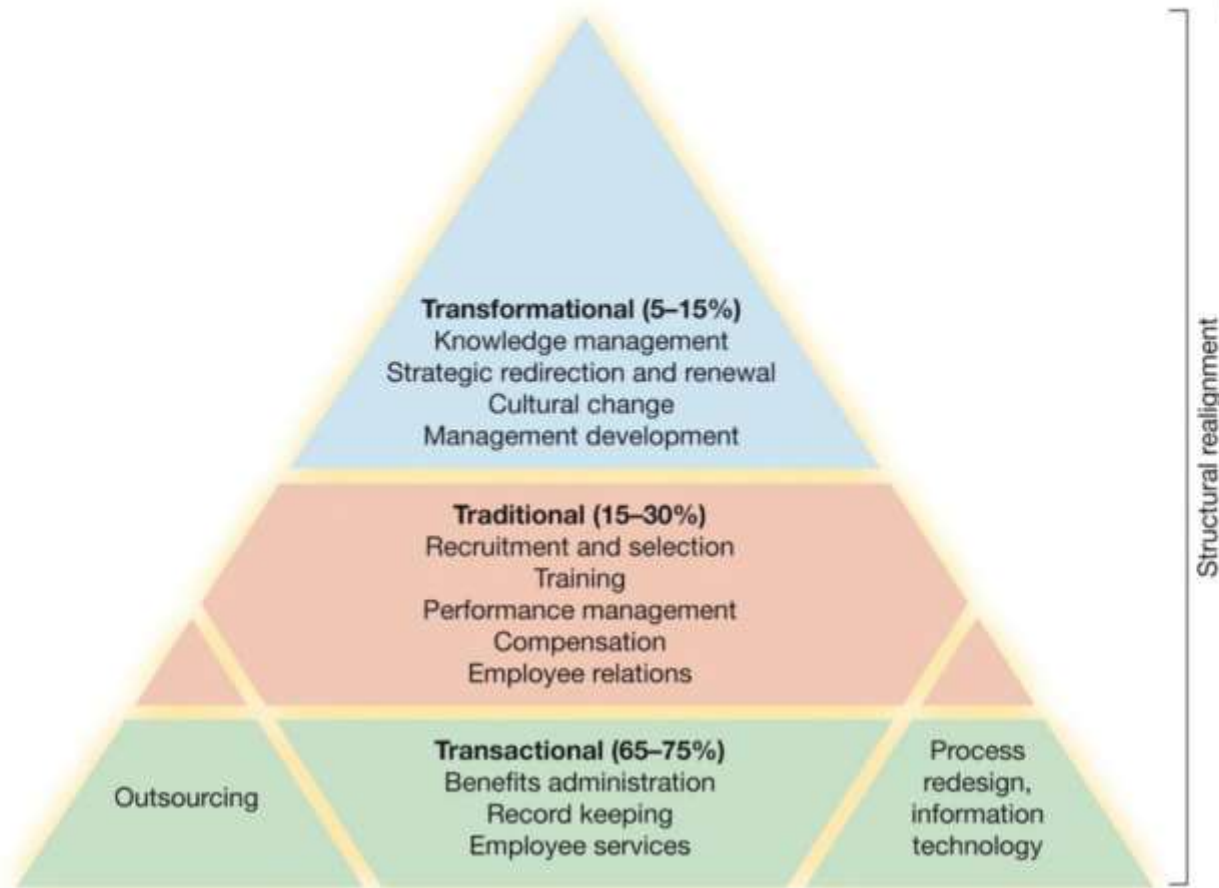 Transformational (5–15%)
Knowledge management
Strategic redirection and renewal
Cultural change
Management development
Traditional (15–30%)
Recruitment and selection
Training
Performance management
Compensation
Employee relations
Transactional (65–75%)
Benefits administration
Record keeping
Employee services
Outsourcing
Process
redesign,
information
technology
Structural realignment